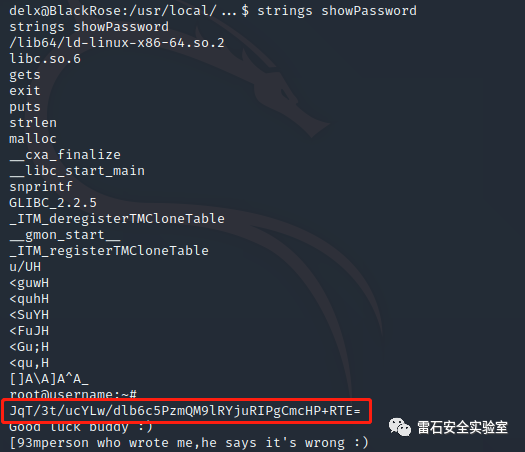 delx@BlackRose:/usr/local/...$ strings showPassword
strings showPassword
/lib64/ld-linux-x86-64.so.2
libc.so.6
gets
exit
puts
strlen
malloc
__cxa_finalize
__libc_start_main
snprintf
GLIBC_2.2.5
_ITM_deregisterTMCloneTable
__gmon_start__
_ITM_registerTMCloneTable
u/UH
<guwH
<quhH
<SuYH
<FuJH
<Gu;H
<qu,H
[]A\A]A^A_
root@username:~#
JqT/3t/ucYLw/dlb6c5PzmQM9lRYjuRIPgCmcHP+RTE=
Good luck buddy :)
[93mperson who wrote me,he says it's wrong :)
雷石安全实验室